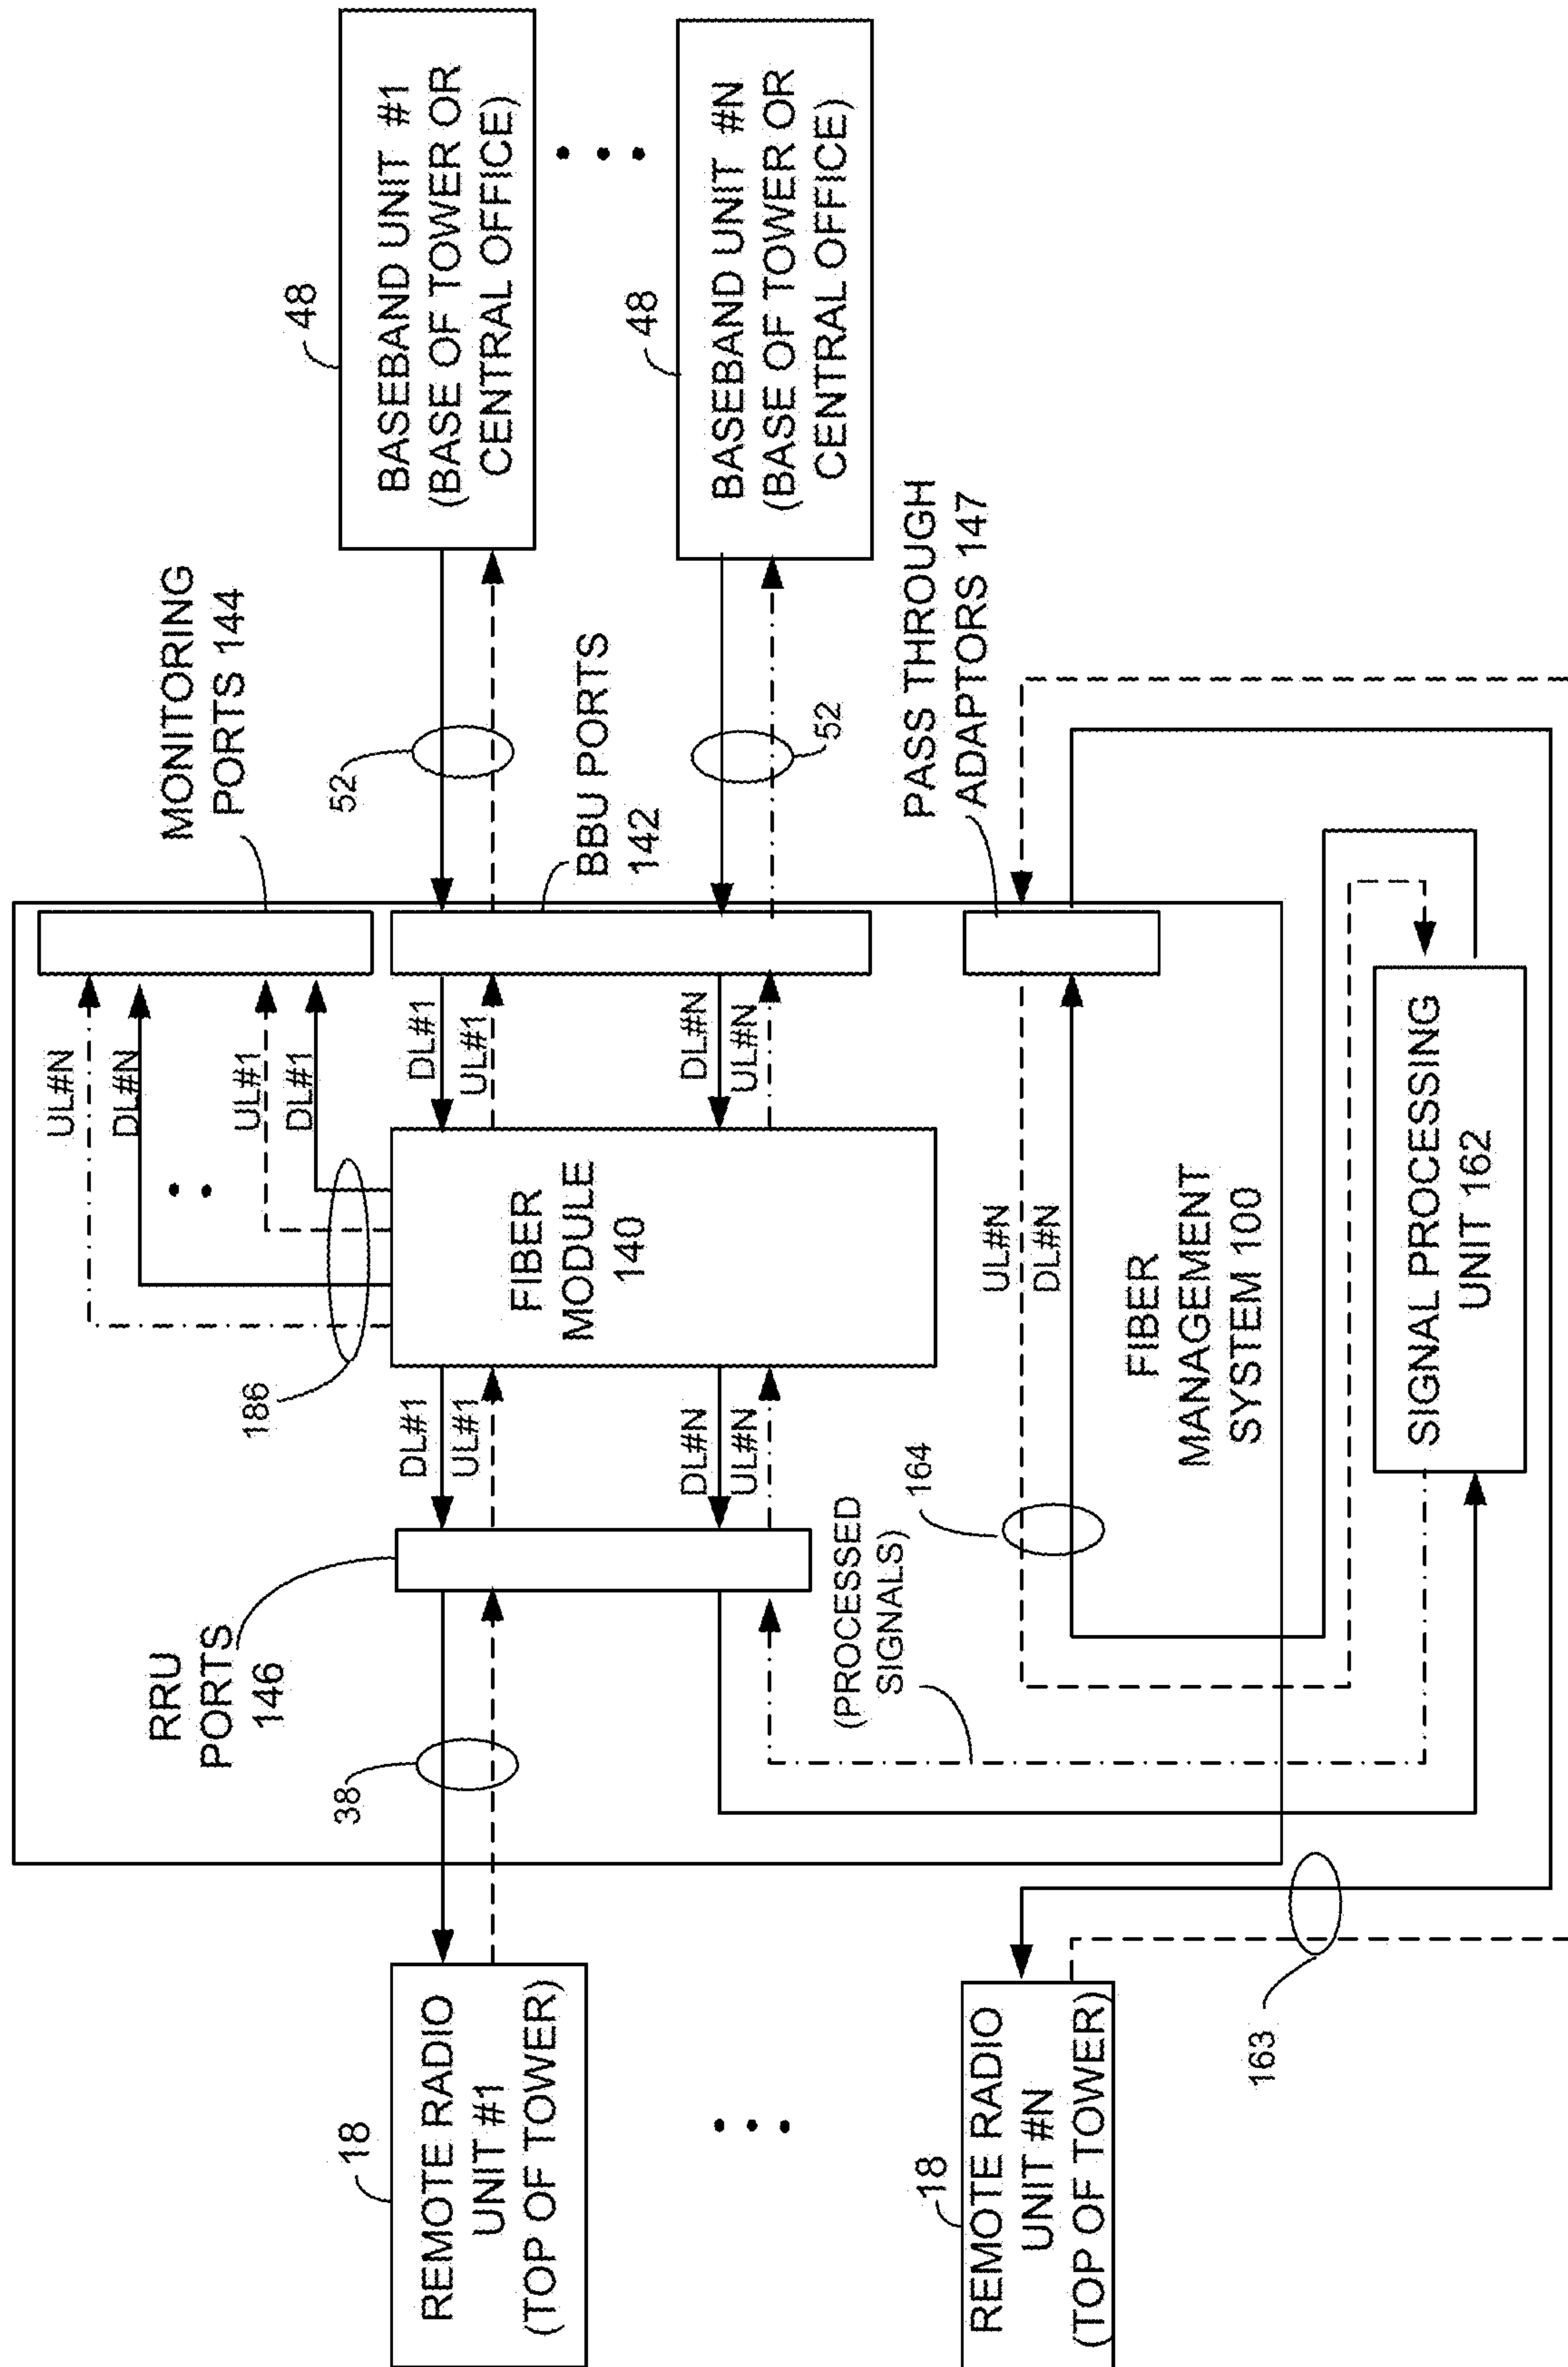 BASEBAND UNIT #1
(BASE OF TOWER OR
CENTRAL OFFICE)
48
BASEBAND UNIT #N
(BASE OF TOWER OR
CENTRAL OFFICE)
48
MONITORING
PORTS 144
52
BBU PORTS
142
52
PASS THROUGH
ADAPTORS 147
UL#N
DL#N
UL#1
DL#1
DL#1
UL#1
DL#N
UL#N
186
FIBER
MODULE
140
DL#1
UL#1
DL#N
UL#N
UL#N
DL#N
164
FIBER
MANAGEMENT
SYSTEM 100
SIGNAL PROCESSING
UNIT 162
RRU
PORTS
146
(PROCESSED
SIGNALS)
38
18
REMOTE RADIO
UNIT #1
(TOP OF TOWER)
18
REMOTE RADIO
UNIT #N
(TOP OF TOWER)
163